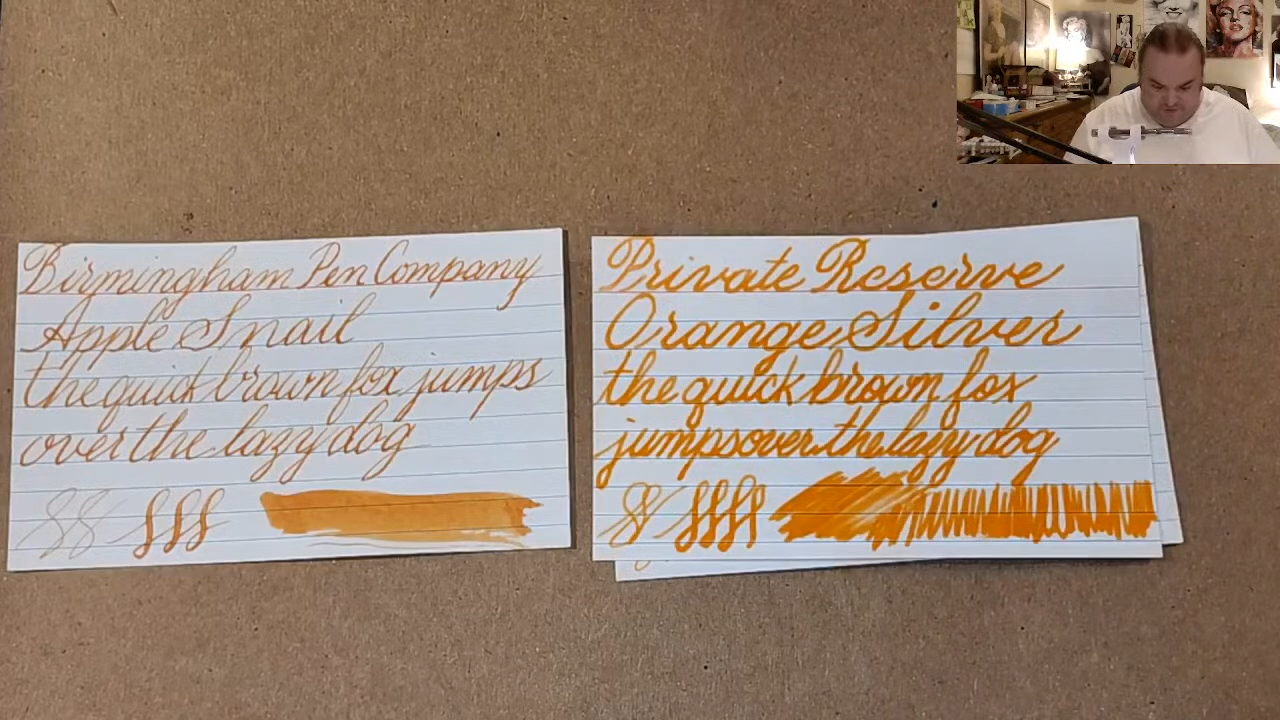 Birmingham Pen Company
Apple Snail
the quick brown fox jumps
over the lazy dog
Private Reserve
Orange Silver
the quick brown fox
jumps over the lazy dog